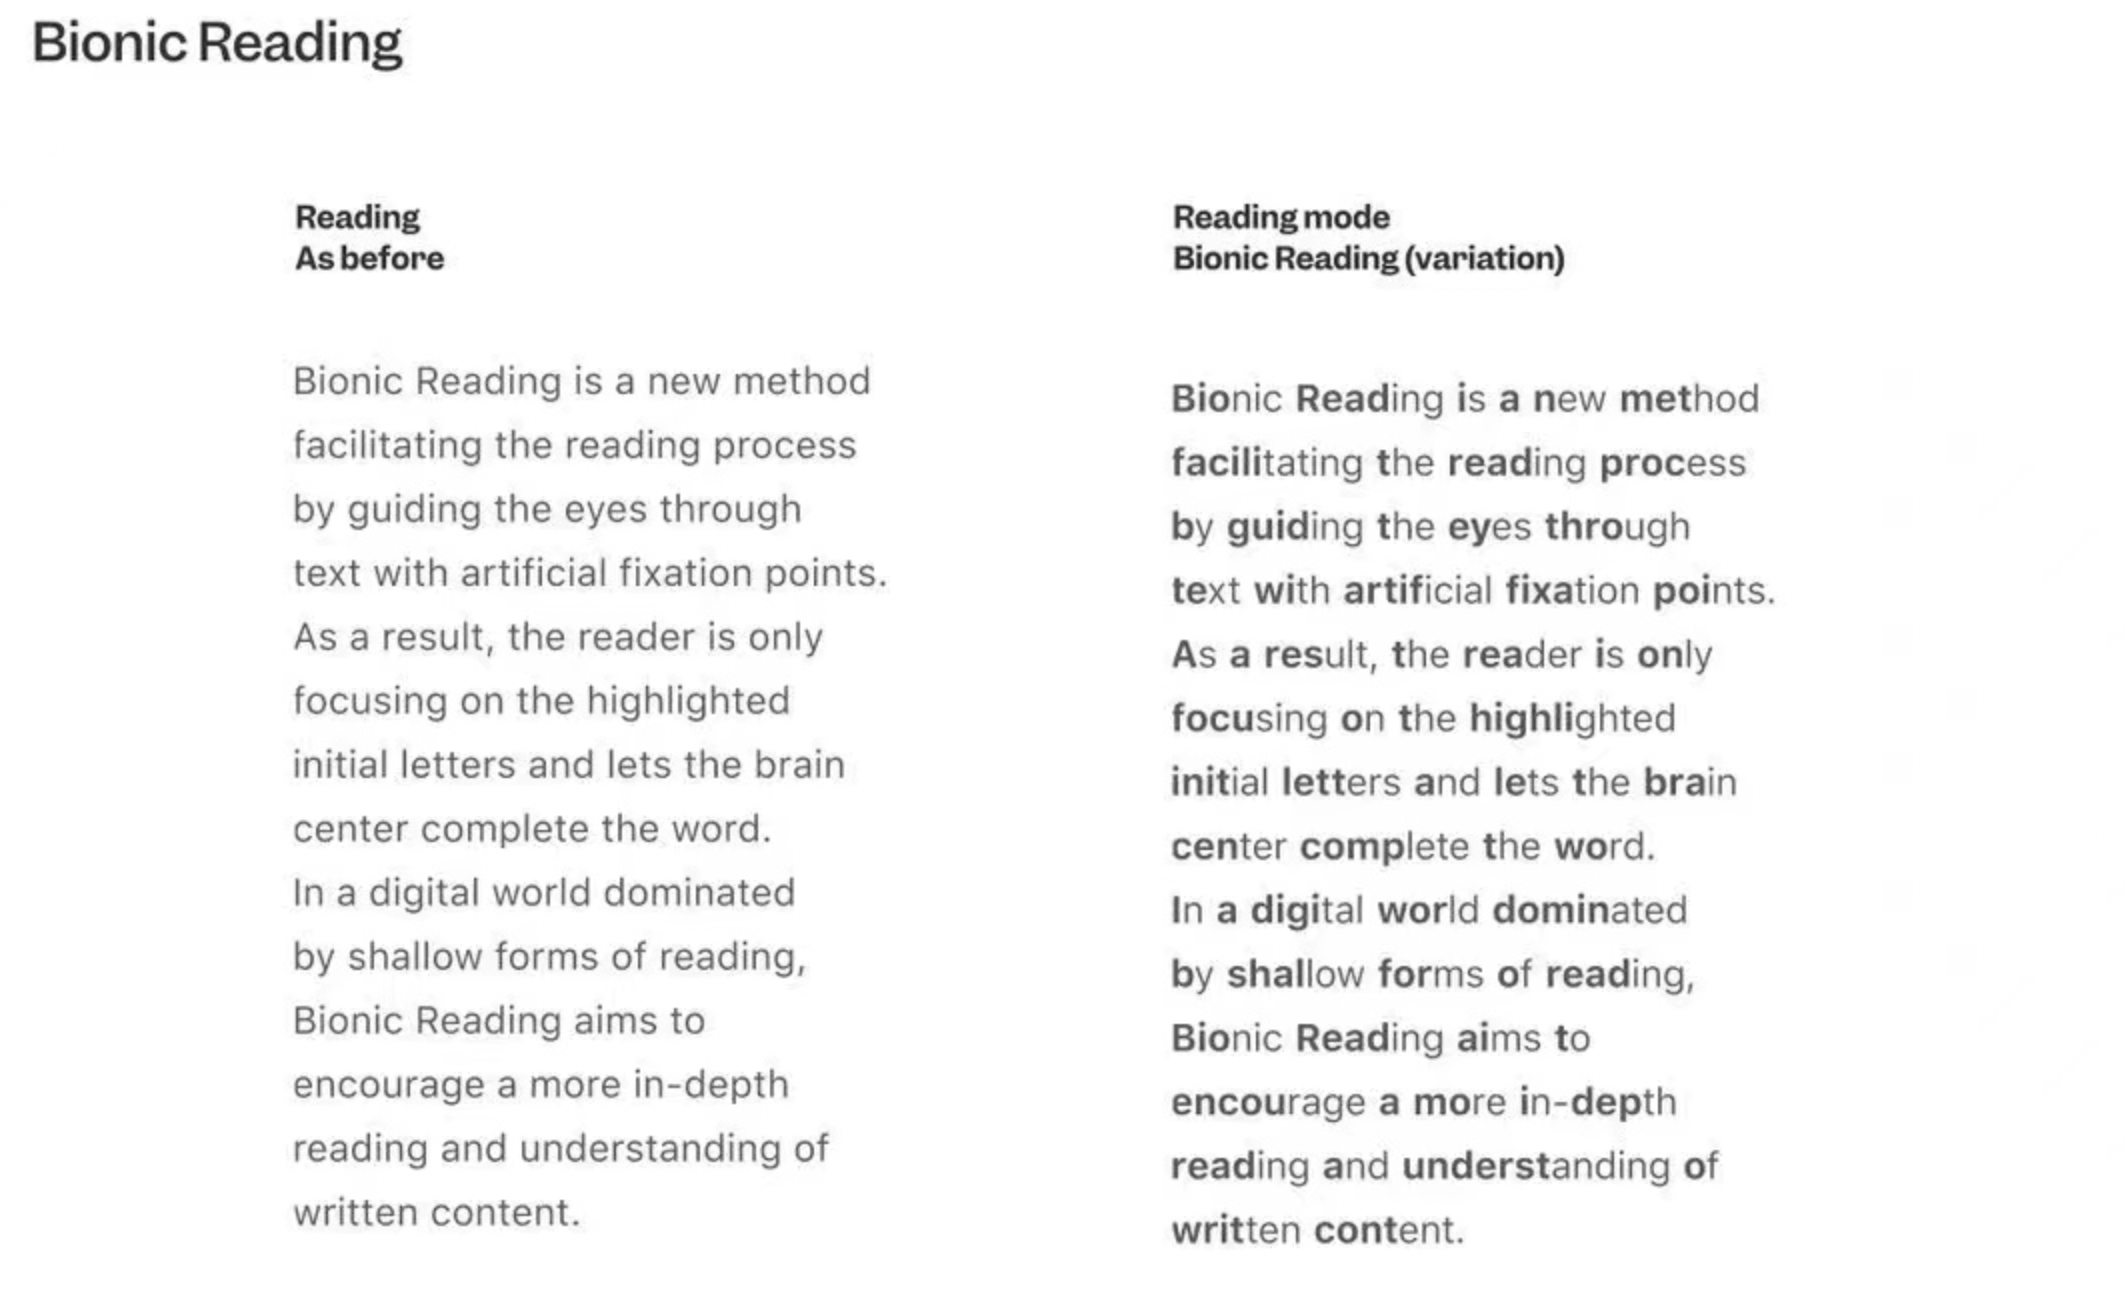 Bionic Reading
Reading
As before
Bionic Reading is a new method
facilitating the reading process
by guiding the eyes through
text with artificial fixation points.
As a result, the reader is only
focusing on the highlighted
initial letters and lets the brain
center complete the word.
In a digital world dominated
by shallow forms of reading,
Bionic Reading aims to
encourage a more in-depth
reading and understanding of
written content.
Reading mode
Bionic Reading (variation)
Bionic Reading is a new method
facilitating the reading process
by guiding the eyes through
text with artificial fixation points.
As a result, the reader is only
focusing on the highlighted
initial letters and lets the brain
center complete the word.
In a digital world dominated
by shallow forms of reading,
Bionic Reading aims to
encourage a more in-depth
reading and understanding of
written content.